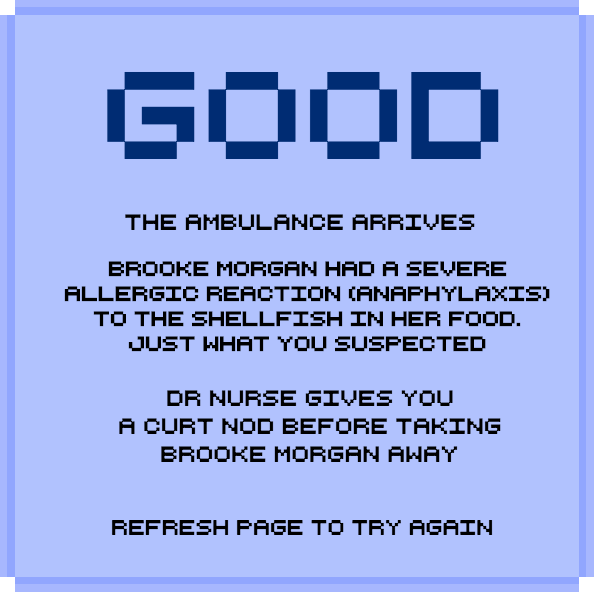 GOOD
THE AMBULANCE ARRIVES
BROOKE MORGAN HAD A SEVERE
ALLERGIC REACTION (ANAPHYLAXIS)
TO THE SHELLFISH IN HER FOOD.
JUST WHAT YOU SUSPECTED
DR NURSE GIVES YOU
A CURT NOD BEFORE TAKING
BROOKE MORGAN AWAY
REFRESH PAGE TO TRY AGAIN